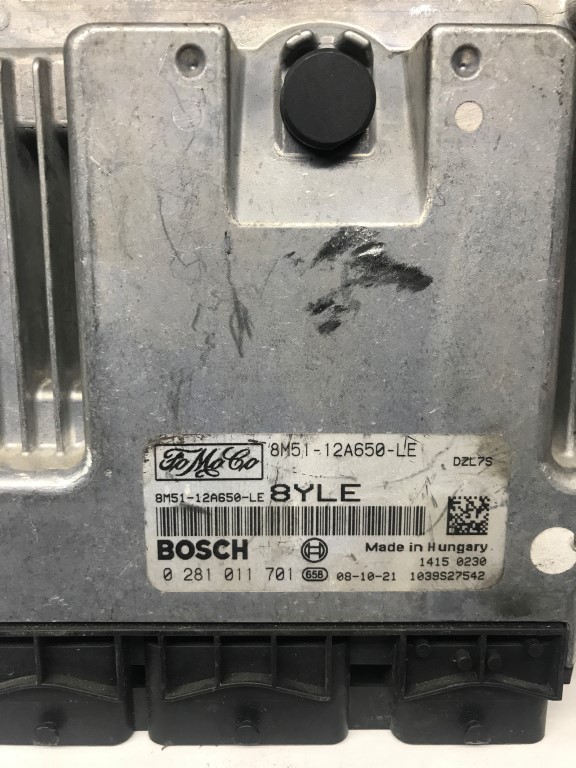 FoMoCo 8M51-12A650-LE
DZL7S
8M51-12A650-LE 8YLE
BOSCH Made in Hungary
1415 0230
0 281 011 701 658 08-10-21 1039S27542